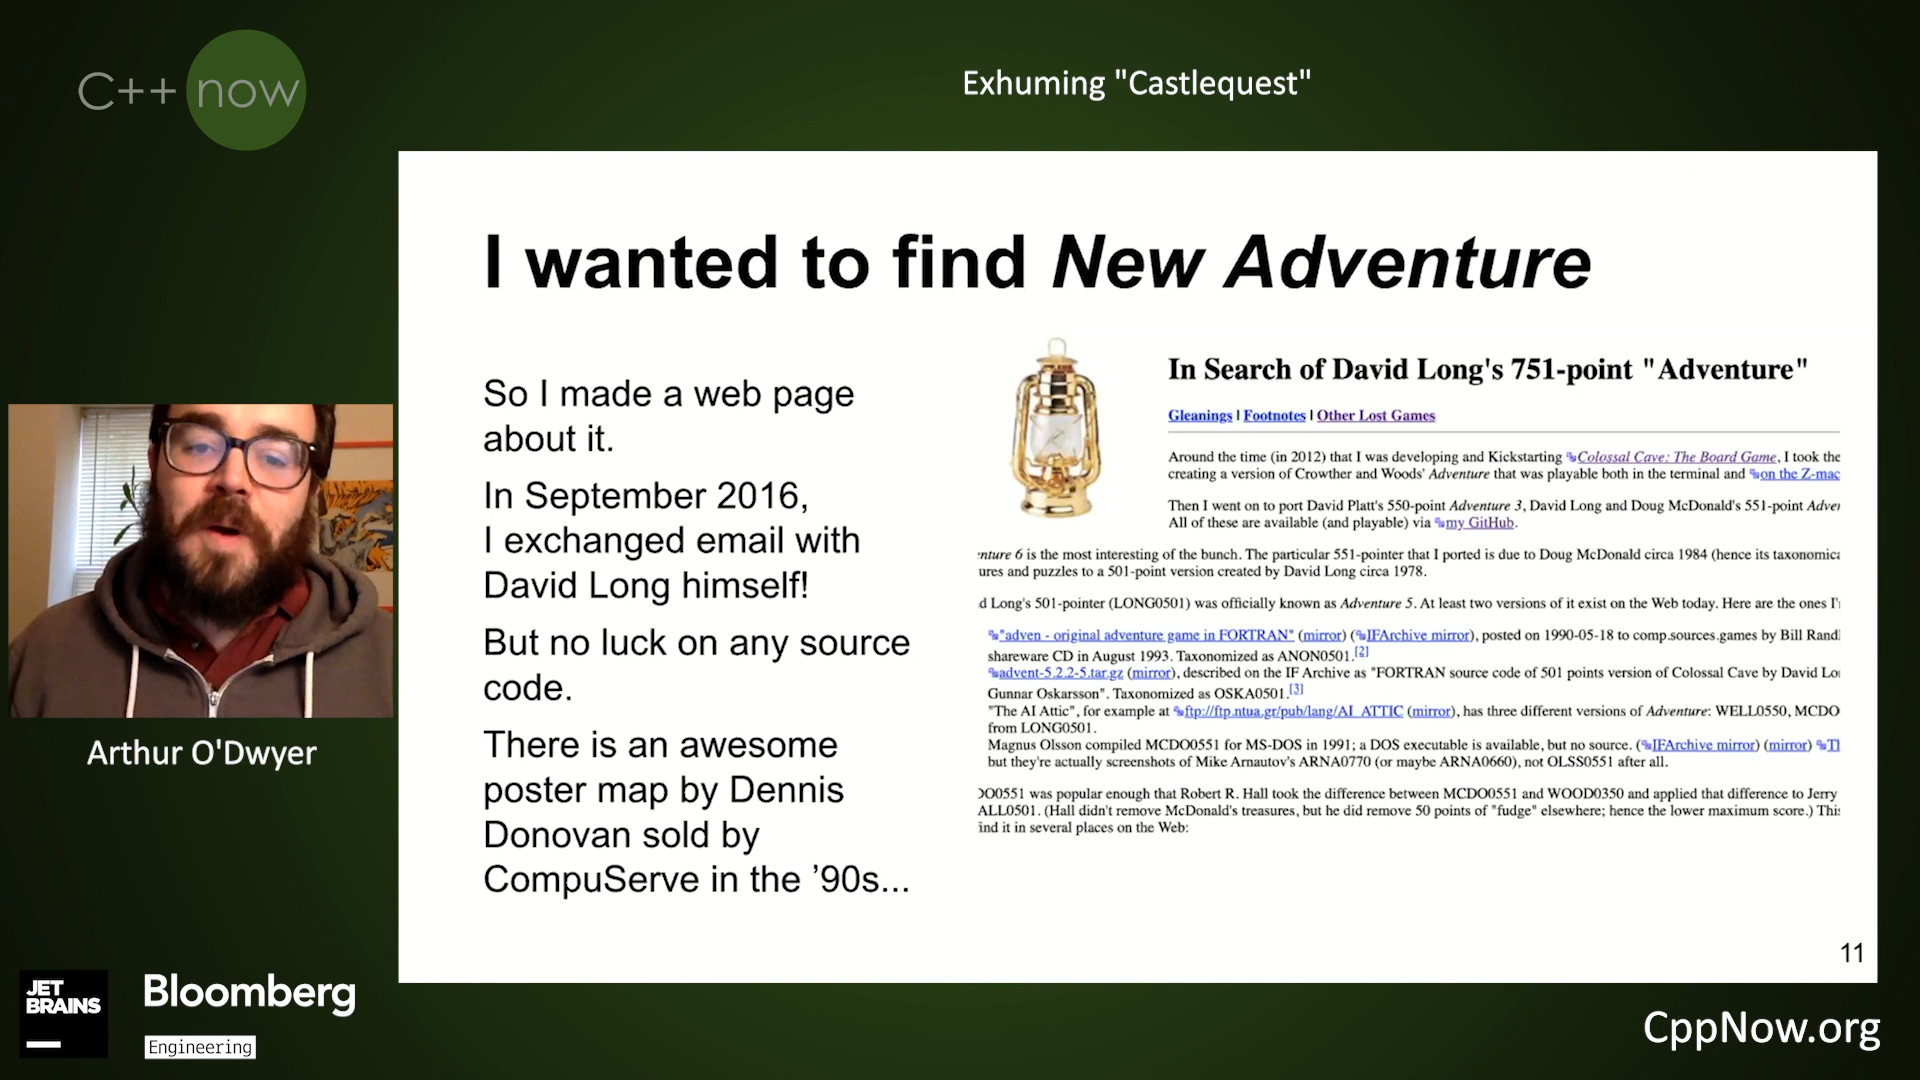 C++ now
Exhuming "Castlequest"
I wanted to find New Adventure
So I made a web page
about it.
In September 2016,
I exchanged email with
David Long himself!
But no luck on any source
code.
There is an awesome
poster map by Dennis
Donovan sold by
CompuServe in the ’90s...
In Search of David Long's 751-point "Adventure"
Gleanings | Footnotes | Other Lost Games
Around the time (in 2012) that I was developing and Kickstarting Colossal Cave: The Board Game, I took the
creating a version of Crowther and Woods' Adventure that was playable both in the terminal and on the Z-mac
Then I went on to port David Platt's 550-point Adventure 3, David Long and Doug McDonald's 551-point Adver
All of these are available (and playable) via my GitHub.
nture 6 is the most interesting of the bunch. The particular 551-pointer that I ported is due to Doug McDonald circa 1984 (hence its taxonomica
ures and puzzles to a 501-point version created by David Long circa 1978.
d Long's 501-pointer (LONG0501) was officially known as Adventure 5. At least two versions of it exist on the Web today. Here are the ones I'
"adven - original adventure game in FORTRAN" (mirror) (IFArchive mirror), posted on 1990-05-18 to comp.sources.games by Bill Randl
shareware CD in August 1993. Taxonomized as ANON0501.[2]
advent-5.2.2-5.tar.gz (mirror), described on the IF Archive as "FORTRAN source code of 501 points version of Colossal Cave by David Lo
Gunnar Oskarsson". Taxonomized as OSKA0501.[3]
"The AI Attic", for example at ftp://ftp.ntua.gr/pub/lang/AI_ATTIC (mirror), has three different versions of Adventure: WELL0550, MCDO
from LONG0501.
Magnus Olsson compiled MCDO0551 for MS-DOS in 1991; a DOS executable is available, but no source. (IFArchive mirror) (mirror) Tl
but they're actually screenshots of Mike Arnautov's ARNA0770 (or maybe ARNA0660), not OLSS0551 after all.
DO0551 was popular enough that Robert R. Hall took the difference between MCDO0551 and WOOD0350 and applied that difference to Jerry
ALL0501. (Hall didn't remove McDonald's treasures, but he did remove 50 points of "fudge" elsewhere; hence the lower maximum score.) Thi
ind it in several places on the Web:
11
Arthur O'Dwyer
JET
BRAINS
Bloomberg
Engineering
CppNow.org